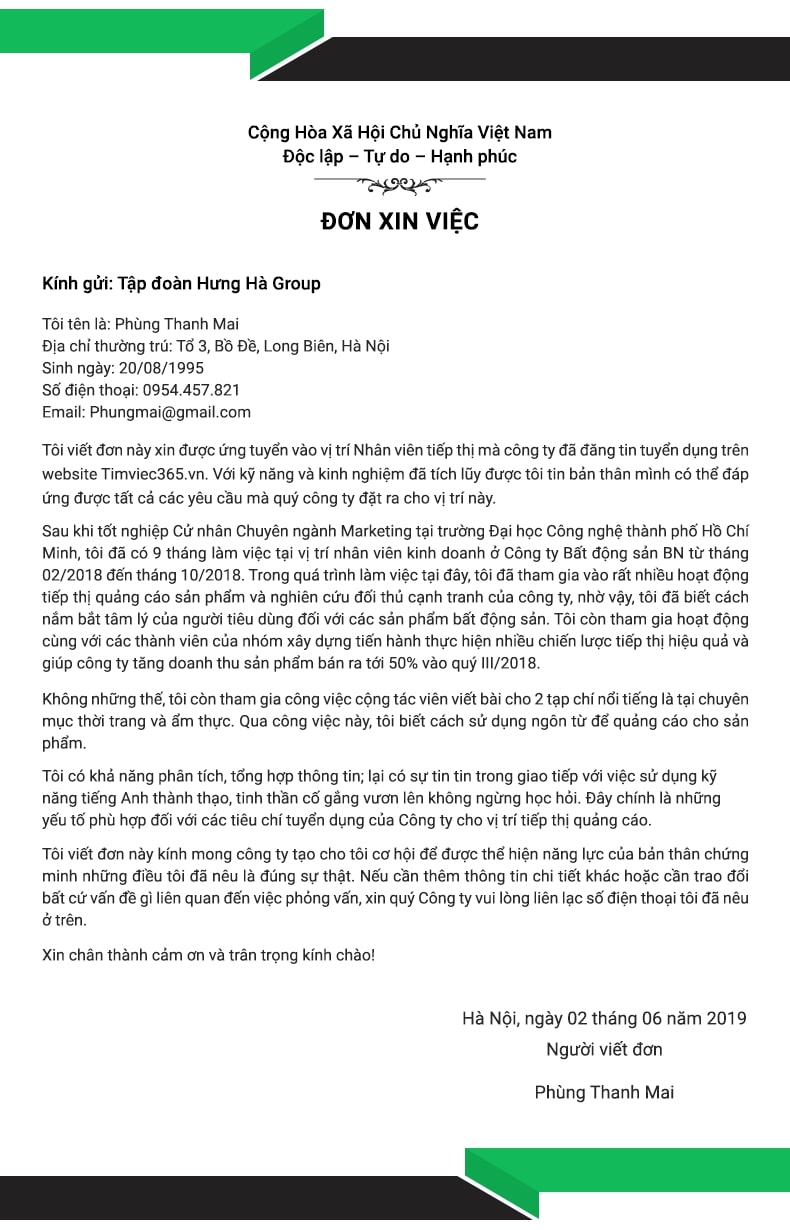 Cộng Hòa Xã Hội Chủ Nghĩa Việt Nam
Độc lập – Tự do – Hạnh phúc
ĐƠN XIN VIỆC
Kính gửi: Tập đoàn Hưng Hà Group
Tôi tên là: Phùng Thanh Mai
Địa chỉ thường trú: Tổ 3, Bồ Đề, Long Biên, Hà Nội
Sinh ngày: 20/08/1995
Số điện thoại: 0954.457.821
Email: Phungmai@gmail.com
Tôi viết đơn này xin được ứng tuyển vào vị trí Nhân viên tiếp thị mà công ty đã đăng tin tuyển dụng trên
website Timviec365.vn. Với kỹ năng và kinh nghiệm đã tích lũy được tôi tin bản thân mình có thể đáp
ứng được tất cả các yêu cầu mà quý công ty đặt ra cho vị trí này.
Sau khi tốt nghiệp Cử nhân Chuyên ngành Marketing tại trường Đại học Công nghệ thành phố Hồ Chí
Minh, tôi đã có 9 tháng làm việc tại vị trí nhân viên kinh doanh ở Công ty Bất động sản BN từ tháng
02/2018 đến tháng 10/2018. Trong quá trình làm việc tại đây, tôi đã tham gia vào rất nhiều hoạt động
tiếp thị quảng cáo sản phẩm và nghiên cứu đối thủ cạnh tranh của công ty, nhờ vậy, tôi đã biết cách
nắm bắt tâm lý của người tiêu dùng đối với các sản phẩm bất động sản. Tôi còn tham gia hoạt động
cùng với các thành viên của nhóm xây dựng tiến hành thực hiện nhiều chiến lược tiếp thị hiệu quả và
giúp công ty tăng doanh thu sản phẩm bán ra tới 50% vào quý III/2018.
Không những thế, tôi còn tham gia công việc cộng tác viên viết bài cho 2 tạp chí nổi tiếng là tại chuyên
mục thời trang và ẩm thực. Qua công việc này, tôi biết cách sử dụng ngôn từ để quảng cáo cho sản
phẩm.
Tôi có khả năng phân tích, tổng hợp thông tin; lại có sự tin tin trong giao tiếp với việc sử dụng kỹ
năng tiếng Anh thành thạo, tinh thần cố gắng vươn lên không ngừng học hỏi. Đây chính là những
yếu tố phù hợp đối với các tiêu chí tuyển dụng của Công ty cho vị trí tiếp thị quảng cáo.
Tôi viết đơn này kính mong công ty tạo cho tôi cơ hội để được thể hiện năng lực của bản thân chứng
minh những điều tôi đã nêu là đúng sự thật. Nếu cần thêm thông tin chi tiết khác hoặc cần trao đổi
bất cứ vấn đề gì liên quan đến việc phỏng vấn, xin quý Công ty vui lòng liên lạc số điện thoại tôi đã nêu
ở trên.
Xin chân thành cảm ơn và trân trọng kính chào!
Hà Nội, ngày 02 tháng 06 năm 2019
Người viết đơn
Phùng Thanh Mai